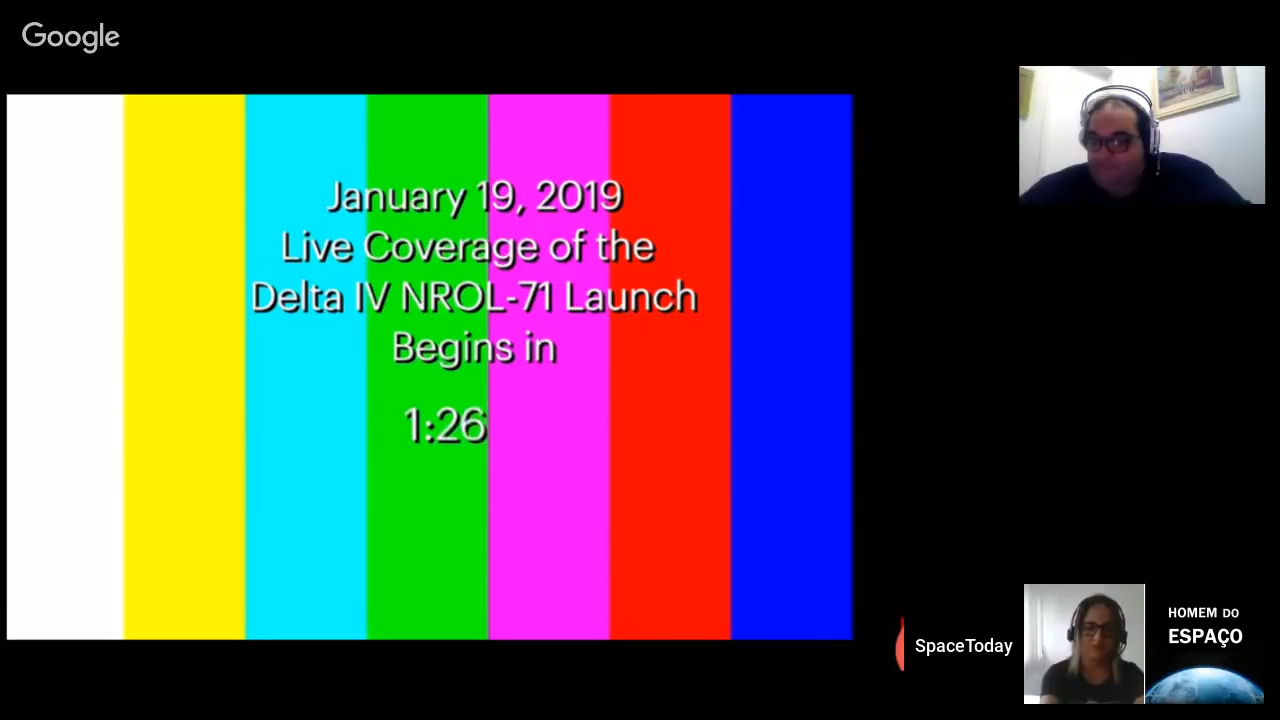 Google
January 19, 2019
Live Coverage of the
Delta IV NROL-71 Launch
Begins in
1:26
SpaceToday
HOMEM DO
ESPAÇO